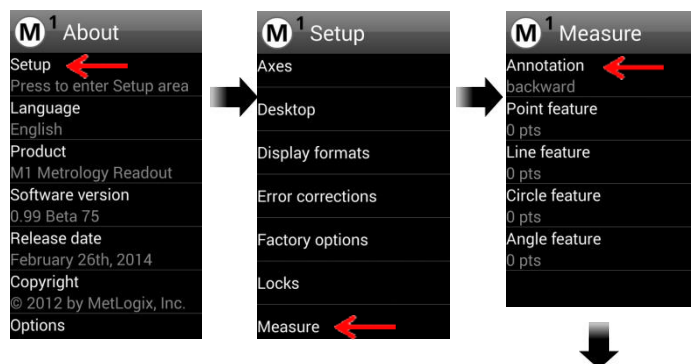 M 1 About
Setup
Press to enter Setup area
Language
English
Product
M1 Metrology Readout
Software version
0.99 Beta 75
Release date
February 26th, 2014
Copyright
© 2012 by MetLogix, Inc.
Options
M 1 Setup
Axes
Desktop
Display formats
Error corrections
Factory options
Locks
Measure
M 1 Measure
Annotation
backward
Point feature
0 pts
Line feature
0 pts
Circle feature
0 pts
Angle feature
0 pts